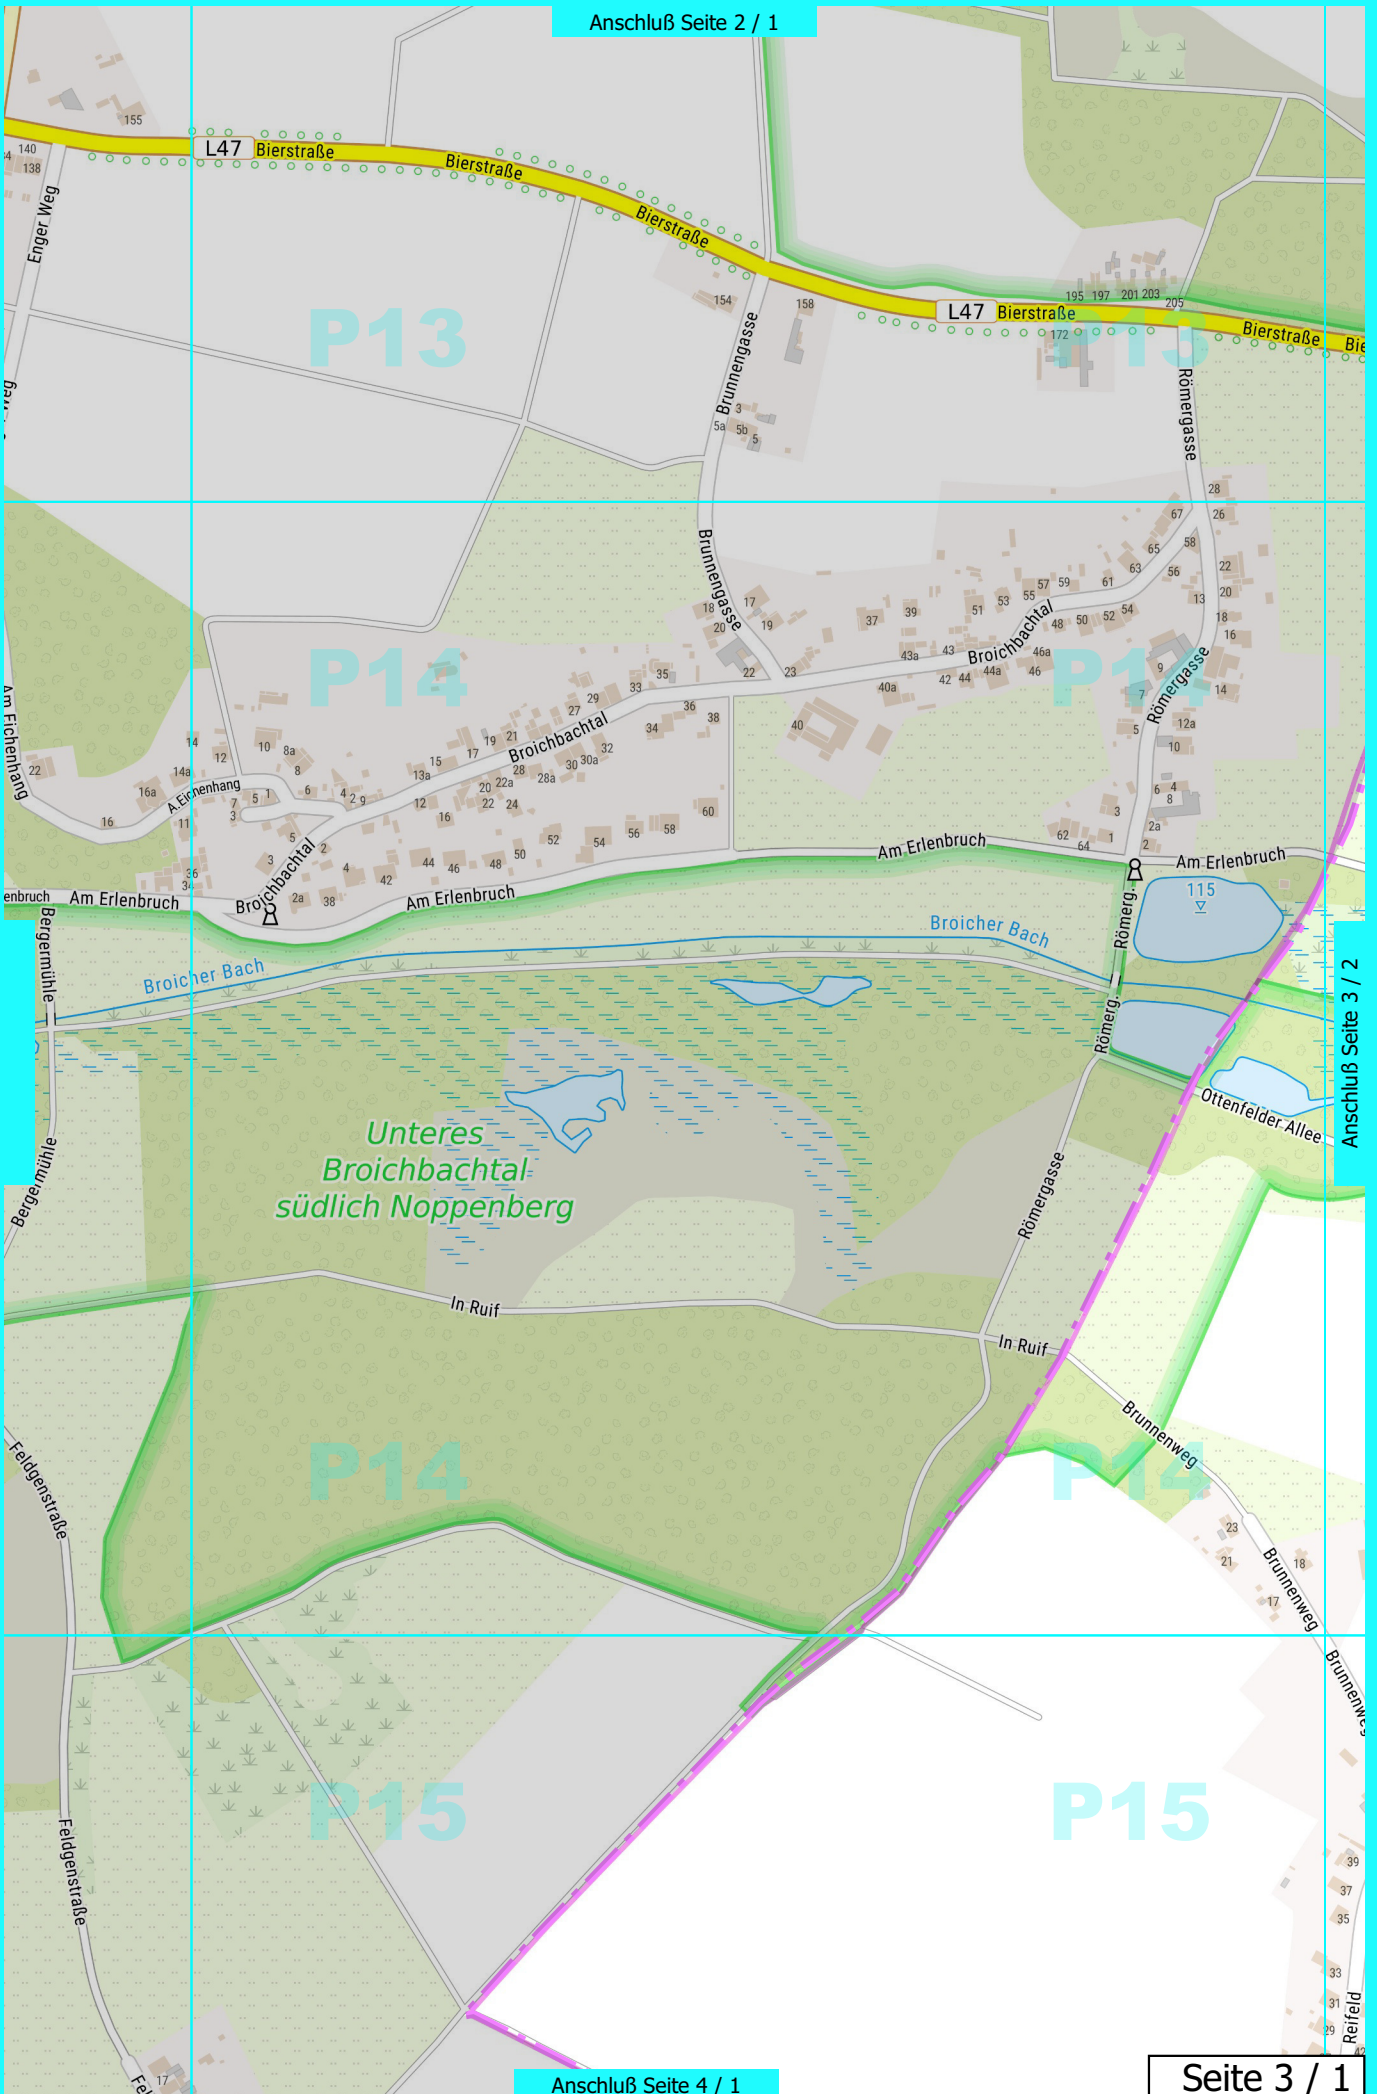 Anschluß Seite 2 / 1
155
140
138
L47
Bierstraße
Bierstraße
Bierstraße
Enger Weg
154
158
195
197
201
203
205
L47
Bierstraße
172
Bierstraße
P13
P13
Brunnengasse
Römergasse
3
5a
5b
5
28
67
26
65
58
22
56
63
20
13
61
59
57
55
53
51
54
52
50
48
18
16
Brunnengasse
17
18
20
19
37
39
43a
43
Broichbachtal
46a
46
44a
44
42
40a
22
23
9
7
Römergasse
14
12a
5
10
P14
P14
35
33
36
38
29
27
34
40
Am Eichenhang
14
10
8a
8
12
14a
22
16a
16
A.Eichenhang
11
21
19
17
15
13a
Broichbachtal
32
30a
30
28
28a
22a
20
22
24
6
4
2
9
7
5
1
3
12
16
60
58
56
54
52
50
48
46
44
42
4
2
5
3
36
34
2a
38
6
4
8
3
2a
62
64
1
2
Broichbachtal
enbruch
Am Erlenbruch
Am Erlenbruch
Am Erlenbruch
Am Erlenbruch
115
Römerg.
Broicher Bach
Broicher Bach
Bergermühle
Bergermühle
Römerg.
Anschluß Seite 3 / 2
Ottenfelder Allee
Unteres
Broichbachtal
südlich Noppenberg
Römergasse
In Ruif
In Ruif
Brunnenweg
Feldgenstraße
P14
P14
23
21
18
17
Brunnenweg
Brunnenweg
P15
P15
Feldgenstraße
39
37
35
33
31
29
Reifeld
17
Anschluß Seite 4 / 1
Seite 3 / 1